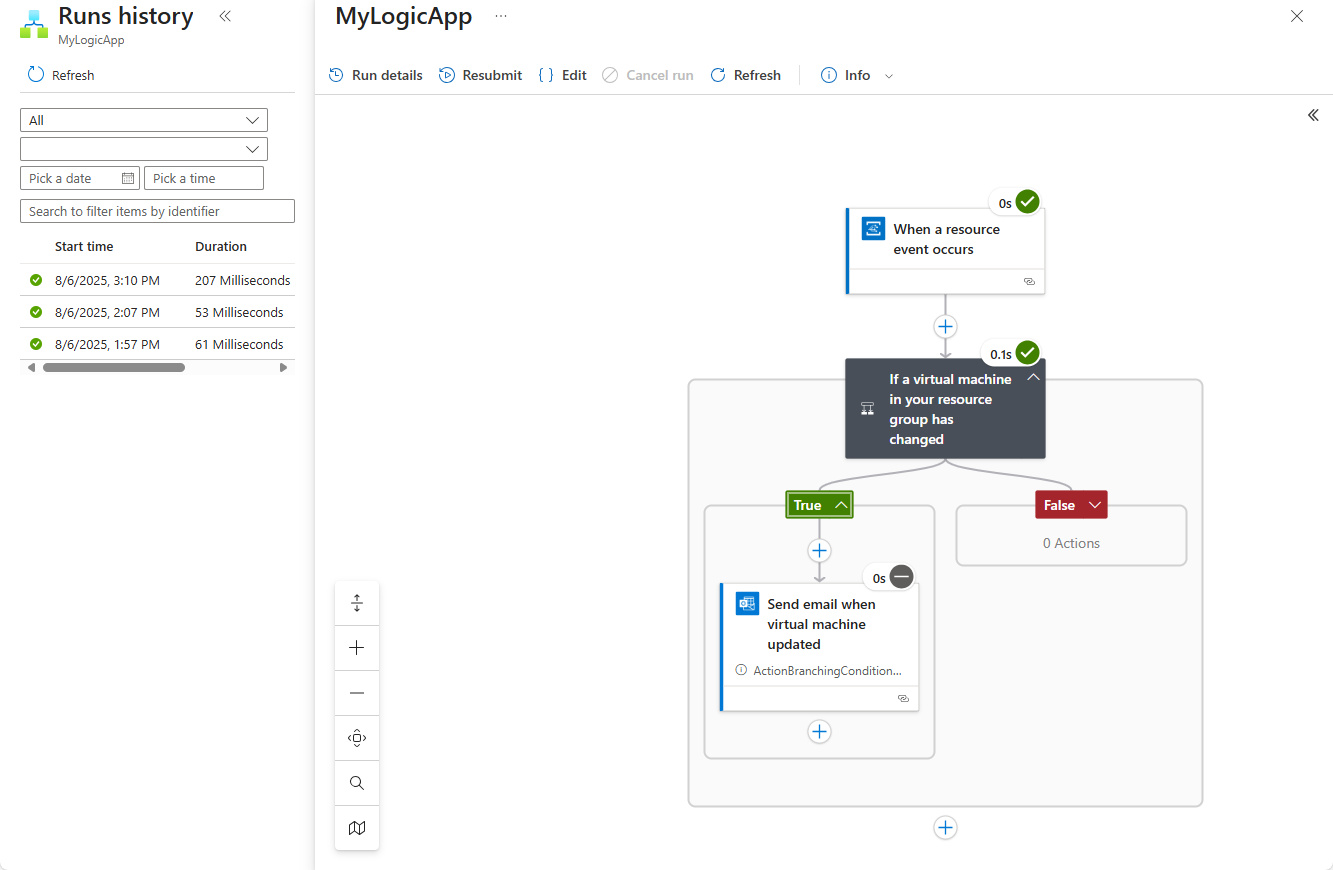 Runs history
MyLogicApp
Refresh
All
Pick a date
Pick a time
Search to filter items by identifier
Start time Duration
8/6/2025, 3:10 PM 207 Milliseconds
8/6/2025, 2:07 PM 53 Milliseconds
8/6/2025, 1:57 PM 61 Milliseconds
MyLogicApp
Run details Resubmit Edit Cancel run Refresh Info
0s
When a resource
event occurs
0.1s
If a virtual machine
in your resource
group has
changed
True
False
0 Actions
0s
Send email when
virtual machine
updated
ActionBranchingCondition...